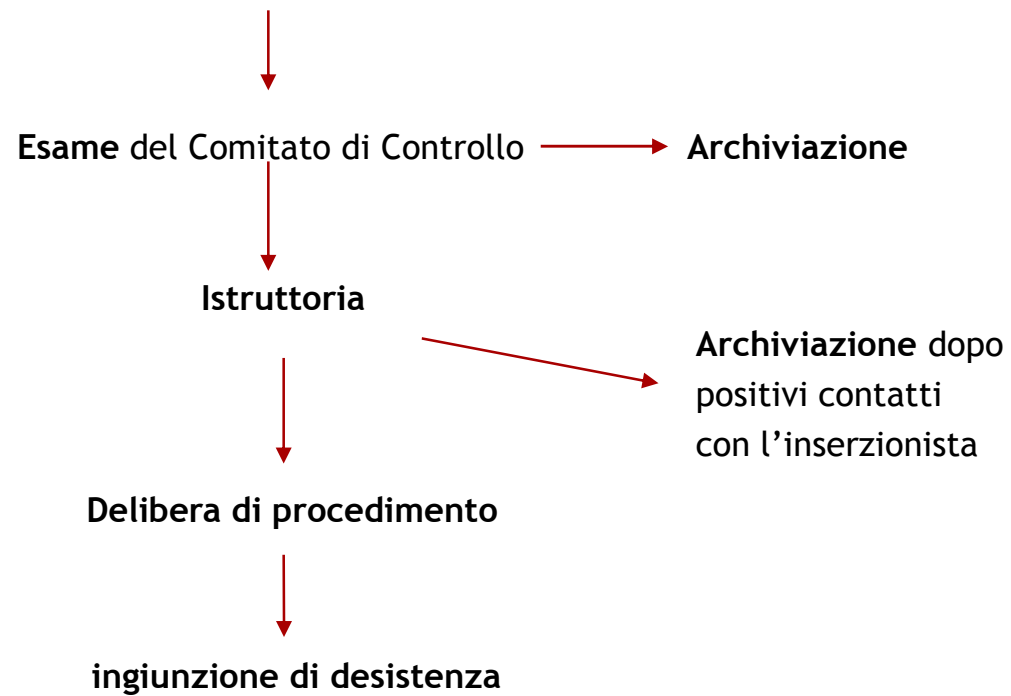 Esame del Comitato di Controllo
Archiviazione
Istruttoria
Archiviazione dopo
positivi contatti
con l’inserzionista
Delibera di procedimento
ingiunzione di desistenza